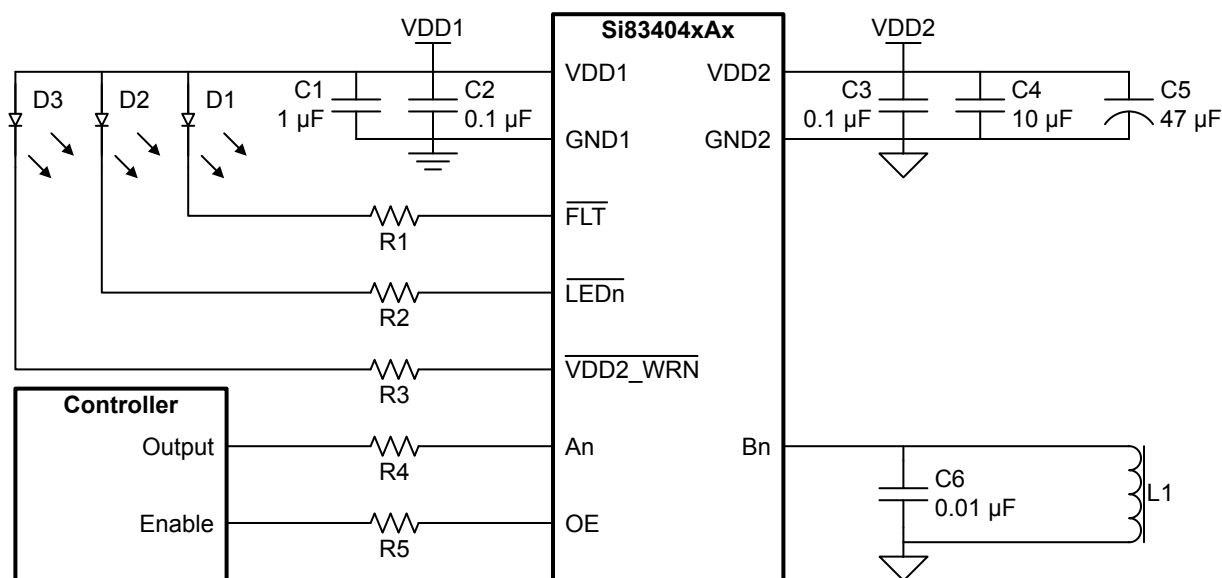 VDD1
Si83404xAx
VDD2
D3
D2
D1
C1
1 µF
C2
0.1 µF
VDD1
GND1
VDD2
GND2
C3
0.1 µF
C4
10 µF
C5
47 µF
R1
FLT
R2
LEDn
R3
VDD2_WRN
Controller
Output
R4
An
Bn
C6
0.01 µF
L1
Enable
R5
OE